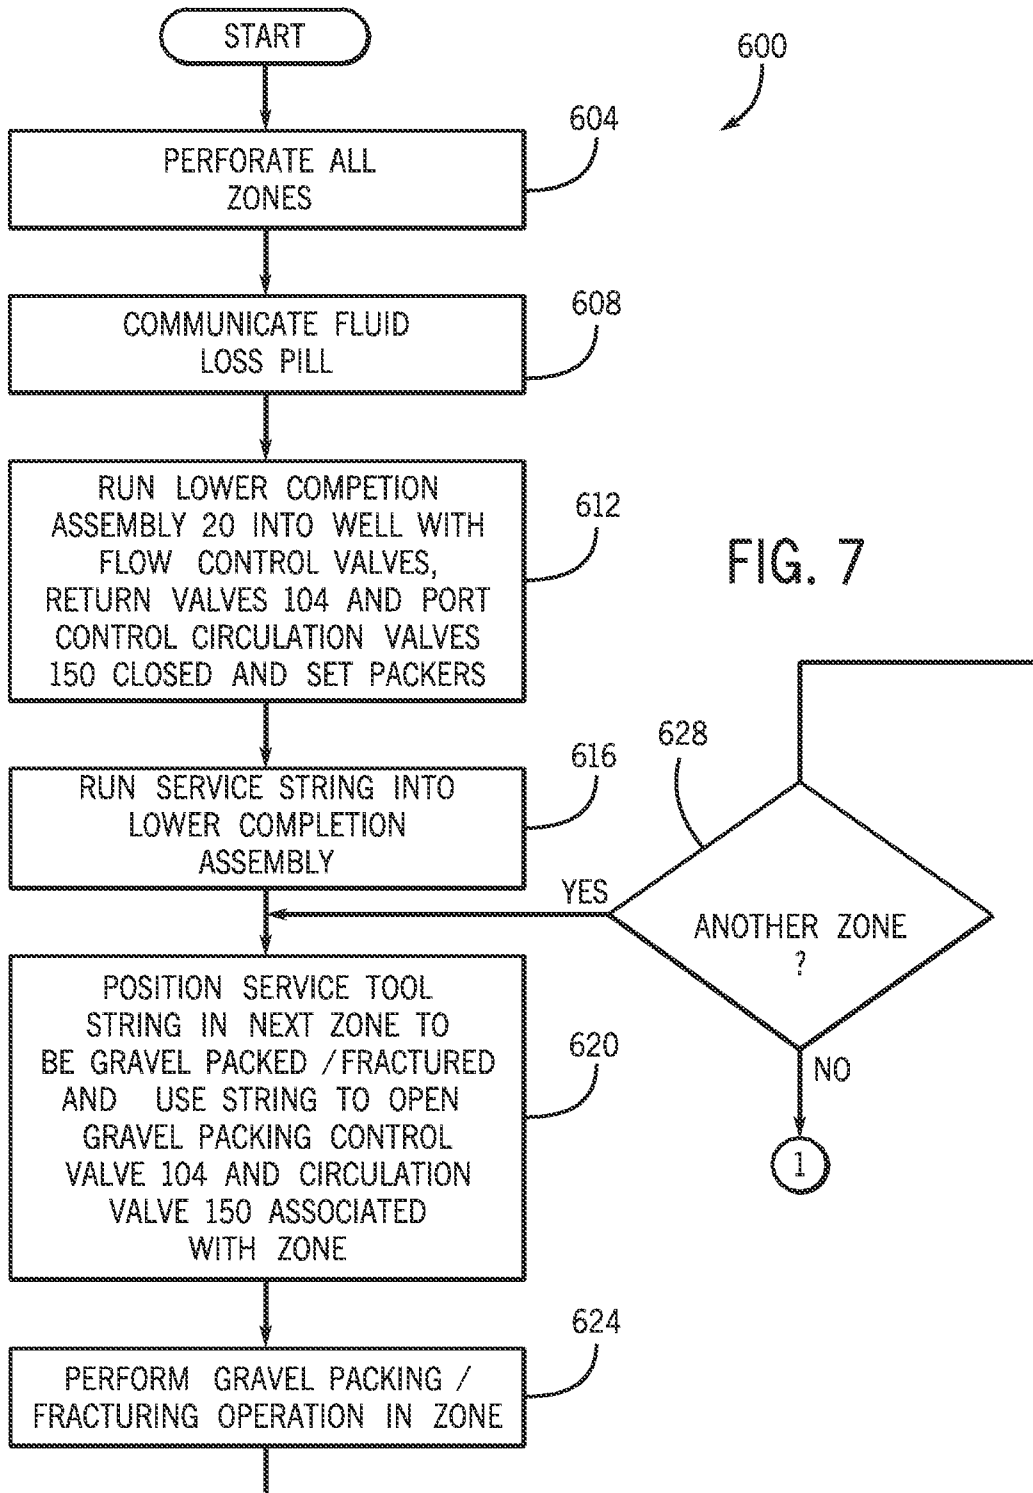 START
600
604
PERFORATE ALL
ZONES
608
COMMUNICATE FLUID
LOSS PILL
612
RUN LOWER COMPETION
ASSEMBLY 20 INTO WELL WITH
FLOW CONTROL VALVES,
RETURN VALVES 104 AND PORT
CONTROL CIRCULATION VALVES
150 CLOSED AND SET PACKERS
FIG. 7
616
RUN SERVICE STRING INTO
LOWER COMPLETION
ASSEMBLY
628
YES
ANOTHER ZONE
?
NO
1
620
POSITION SERVICE TOOL
STRING IN NEXT ZONE TO
BE GRAVEL PACKED /FRACTURED
AND USE STRING TO OPEN
GRAVEL PACKING CONTROL
VALVE 104 AND CIRCULATION
VALVE 150 ASSOCIATED
WITH ZONE
624
PERFORM GRAVEL PACKING /
FRACTURING OPERATION IN ZONE